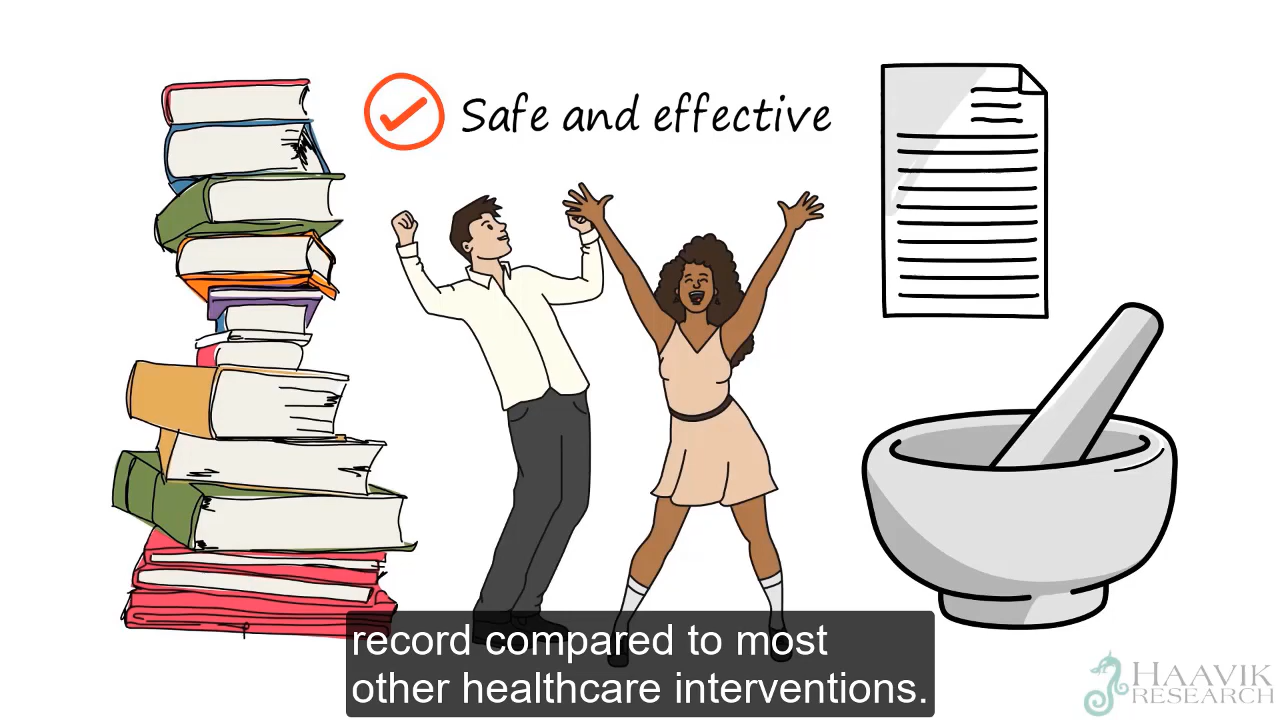 Safe and effective
record compared to most
other healthcare interventions.
HAAVIK
RESEARCH